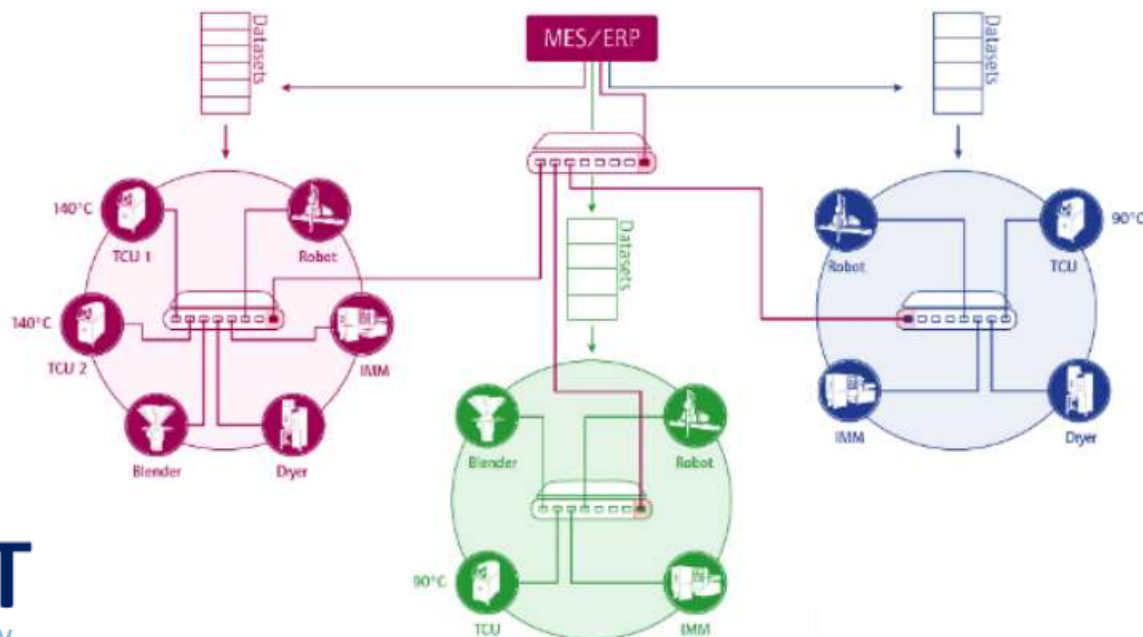 MES/ERP
Datasets
Datasets
Datasets
140°C
TCU 1
Robot
140°C
TCU 2
IMM
Blender
Dryer
Robot
90°C
TCU
IMM
Dryer
Blender
Robot
90°C
TCU
IMM
T